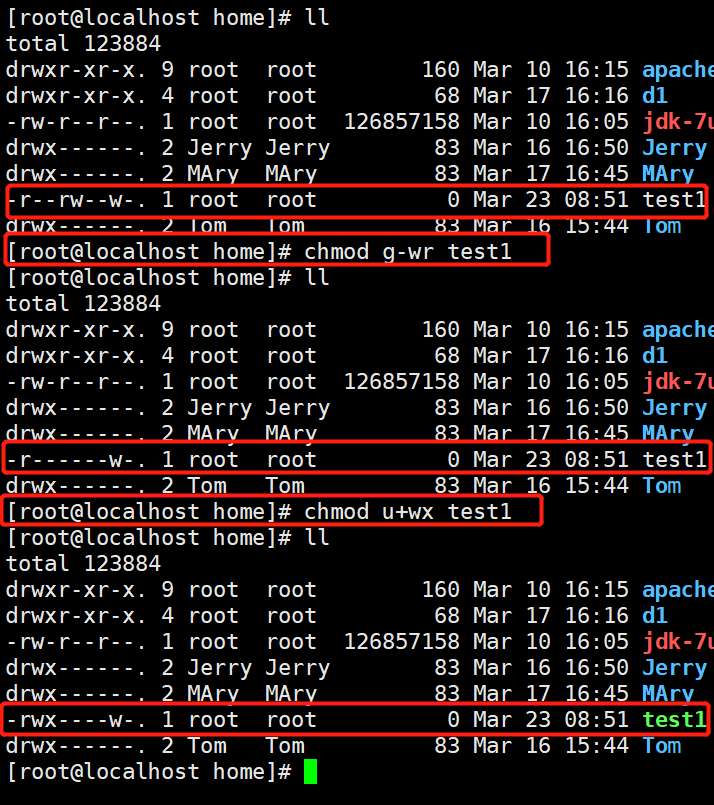 [root@localhost home]# ll
total 123884
drwxr-xr-x. 9 root  root        160 Mar 10 16:15 apache
drwxr-xr-x. 4 root  root         68 Mar 17 16:16 d1
-rw-r--r--. 1 root  root  126857158 Mar 10 16:05 jdk-7u
drwx------. 2 Jerry Jerry        83 Mar 16 16:50 Jerry
drwx------. 2 MAry  MAry         83 Mar 17 16:45 MAry
-r--rw--w-. 1 root  root          0 Mar 23 08:51 test1
drwx------. 2 Tom   Tom          83 Mar 16 15:44 Tom
[root@localhost home]# chmod g-wr test1
[root@localhost home]# ll
total 123884
drwxr-xr-x. 9 root  root        160 Mar 10 16:15 apache
drwxr-xr-x. 4 root  root         68 Mar 17 16:16 d1
-rw-r--r--. 1 root  root  126857158 Mar 10 16:05 jdk-7u
drwx------. 2 Jerry Jerry        83 Mar 16 16:50 Jerry
drwx------. 2 MAry  MAry         83 Mar 17 16:45 MAry
-r------w-. 1 root  root          0 Mar 23 08:51 test1
drwx------. 2 Tom   Tom          83 Mar 16 15:44 Tom
[root@localhost home]# chmod u+wx test1
[root@localhost home]# ll
total 123884
drwxr-xr-x. 9 root  root        160 Mar 10 16:15 apache
drwxr-xr-x. 4 root  root         68 Mar 17 16:16 d1
-rw-r--r--. 1 root  root  126857158 Mar 10 16:05 jdk-7u
drwx------. 2 Jerry Jerry        83 Mar 16 16:50 Jerry
drwx------. 2 MAry  MAry         83 Mar 17 16:45 MAry
-rwx----w-. 1 root  root          0 Mar 23 08:51 test1
drwx------. 2 Tom   Tom          83 Mar 16 15:44 Tom
[root@localhost home]#